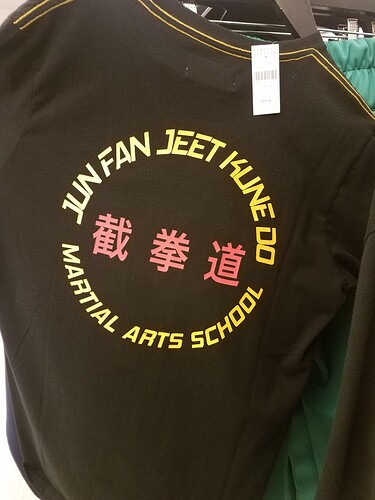 JUN FAN JEET KUNE DO
截拳道
MARTIAL ARTS SCHOOL